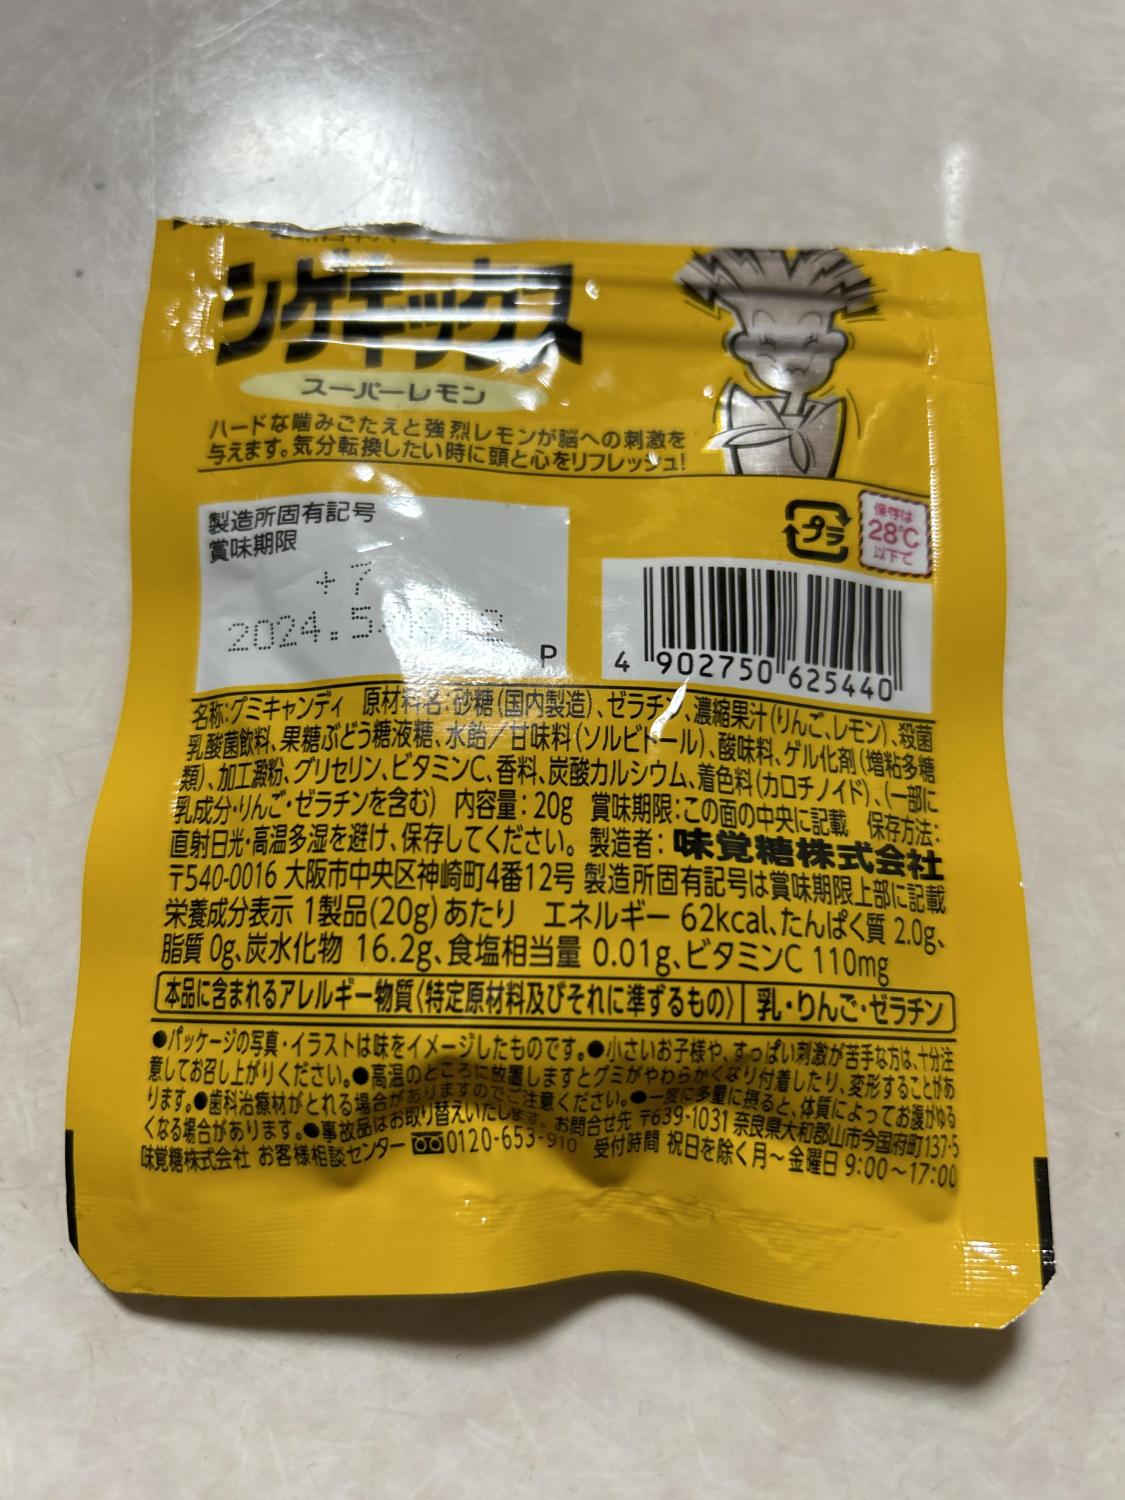 シゲキックス
スーパーレモン
ハードな噛みごたえと強烈レモンが脳への刺激を
与えます。気分転換したい時に頭と心をリフレッシュ!
製造所固有記号
賞味期限
+7
2024.5
P
プラ
保存は
28℃
以下で
4 902750 625440
名称:グミキャンディ 原材料名:砂糖(国内製造)、ゼラチン、濃縮果汁(りんご、レモン)、殺菌
乳酸菌飲料、果糖ぶどう糖液糖、水飴/甘味料(ソルビトール)、酸味料、ゲル化剤(増粘多糖
類)、加工澱粉、グリセリン、ビタミンC、香料、炭酸カルシウム、着色料(カロチノイド)、(一部に
乳成分・りんご・ゼラチンを含む) 内容量:20g 賞味期限:この面の中央に記載 保存方法:
直射日光・高温多湿を避け、保存してください。 製造者:味覚糖株式会社
〒540-0016 大阪市中央区神崎町4番12号 製造所固有記号は賞味期限上部に記載
栄養成分表示 1製品(20g)あたり エネルギー 62kcal、たんぱく質 2.0g、
脂質 0g、炭水化物 16.2g、食塩相当量 0.01g、ビタミンC 110mg
本品に含まれるアレルギー物質〈特定原材料及びそれに準ずるもの〉 乳・りんご・ゼラチン
●パッケージの写真・イラストは味をイメージしたものです。●小さいお子様や、すっぱい刺激が苦手な方は、十分注
意してお召し上がりください。●高温のところに放置しますとグミがやわらかくなり付着したり、変形することがあ
ります。●歯科治療材がとれる場合がありますのでご注意ください。●一度に多量に摂ると、体質によってお腹がゆる
くなる場合があります。●事故品はお取り替えいたします。お問合せ先 〒639-1031 奈良県大和郡山市今国府町137-5
味覚糖株式会社 お客様相談センター 0120-653-910 受付時間 祝日を除く月~金曜日 9:00~17:00